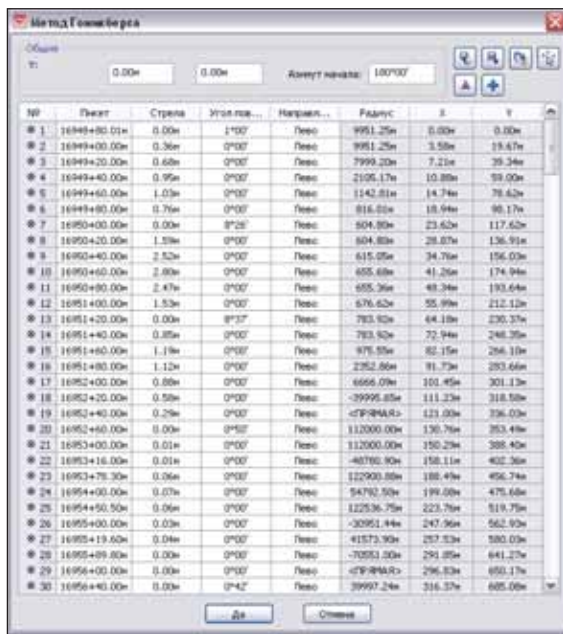 Метод Гоникберга
Общие
Y:
0.00м
0.00м
Азимут начала:
180°00'
№ Пикет Стрела Угол пов... Направл... Радиус X Y
1 16948+80.01м 0.00м 1°00' Лево 9951.25м 0.00м 0.00м
2 16949+00.00м 0.36м 0°00' Лево 9951.25м 3.58м 19.67м
3 16949+20.00м 0.68м 0°00' Лево 7999.20м 7.21м 39.34м
4 16949+40.00м 0.95м 0°00' Лево 2105.17м 10.88м 59.00м
5 16949+60.00м 1.03м 0°00' Лево 1142.81м 14.74м 78.62м
6 16949+80.00м 0.76м 0°00' Лево 816.01м 18.94м 98.17м
7 16950+00.00м 0.00м 8°26' Лево 604.80м 23.62м 117.62м
8 16950+20.00м 1.59м 0°00' Лево 604.80м 28.87м 136.91м
9 16950+40.00м 2.52м 0°00' Лево 615.05м 34.76м 156.03м
10 16950+60.00м 2.80м 0°00' Лево 655.68м 41.26м 174.94м
11 16950+80.00м 2.47м 0°00' Лево 655.36м 48.34м 193.64м
12 16951+00.00м 1.53м 0°00' Лево 676.62м 55.99м 212.12м
13 16951+20.00м 0.00м 8°37' Лево 783.92м 64.18м 230.37м
14 16951+40.00м 0.85м 0°00' Лево 783.92м 72.94м 248.35м
15 16951+60.00м 1.19м 0°00' Лево 975.55м 82.15м 266.10м
16 16951+80.00м 1.12м 0°00' Лево 2352.86м 91.73м 283.66м
17 16952+00.00м 0.88м 0°00' Лево 6666.09м 101.45м 301.13м
18 16952+20.00м 0.58м 0°00' Лево -39995.65м 111.23м 318.58м
19 16952+40.00м 0.29м 0°00' Лево <ПРЯМАЯ> 121.00м 336.03м
20 16952+60.00м 0.00м 0°50' Лево 112000.00м 130.76м 353.49м
21 16953+00.00м 0.01м 0°00' Лево 112000.00м 150.29м 388.40м
22 16953+16.00м 0.01м 0°00' Лево -48780.90м 158.11м 402.36м
23 16953+78.30м 0.06м 0°00' Лево 122900.88м 188.49м 456.74м
24 16954+00.00м 0.07м 0°00' Лево 54792.50м 199.08м 475.68м
25 16954+50.50м 0.06м 0°00' Лево 122536.75м 223.76м 519.75м
26 16955+00.00м 0.03м 0°00' Лево -30951.44м 247.96м 562.93м
27 16955+19.60м 0.04м 0°00' Лево 41573.90м 257.53м 580.03м
28 16955+89.80м 0.00м 0°00' Лево -70551.00м 291.85м 641.27м
29 16956+00.00м 0.00м 0°00' Лево <ПРЯМАЯ> 296.83м 650.17м
30 16956+40.00м 0.00м 0°42' Лево 39997.24м 316.37м 685.08м
Да
Отмена